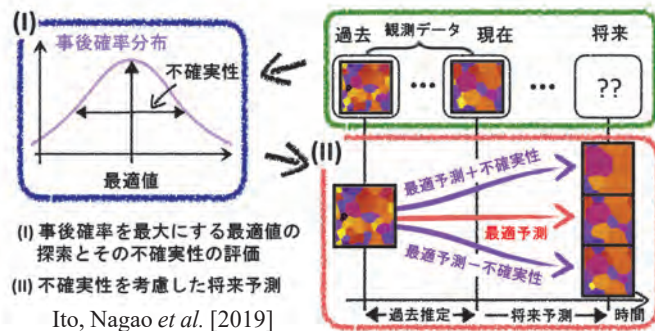 (I)
事後確率分布
不確実性
最適値
過去
観測データ
現在
将来
...
...
??
(II)
最適予測＋不確実性
最適予測
最適予測－不確実性
過去推定
将来予測
時間
(I) 事後確率を最大にする最適値の
探索とその不確実性の評価
(II) 不確実性を考慮した将来予測
Ito, Nagao et al. [2019]